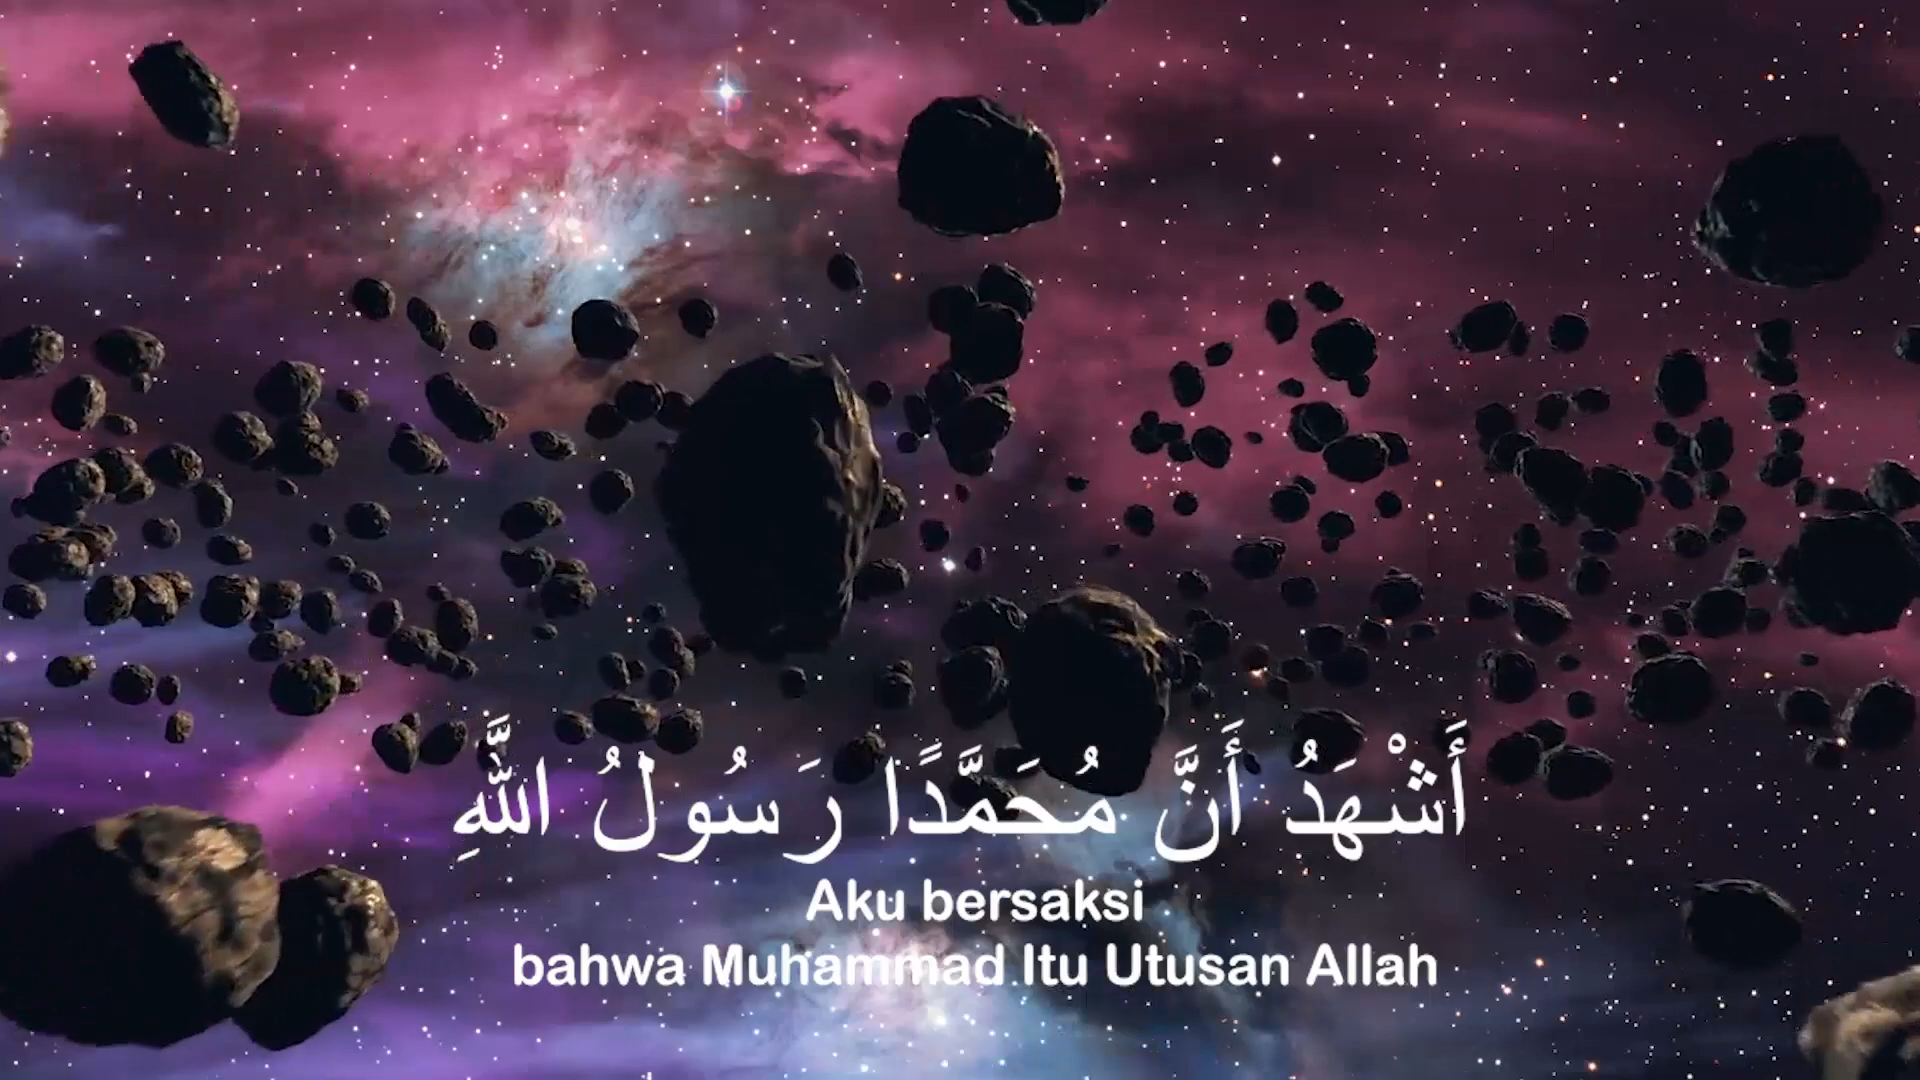 أَشْهَدُ أَنَّ مُحَمَّدًا رَسُولُ اللَّهِ
Aku bersaksi
bahwa Muhammad Itu Utusan Allah